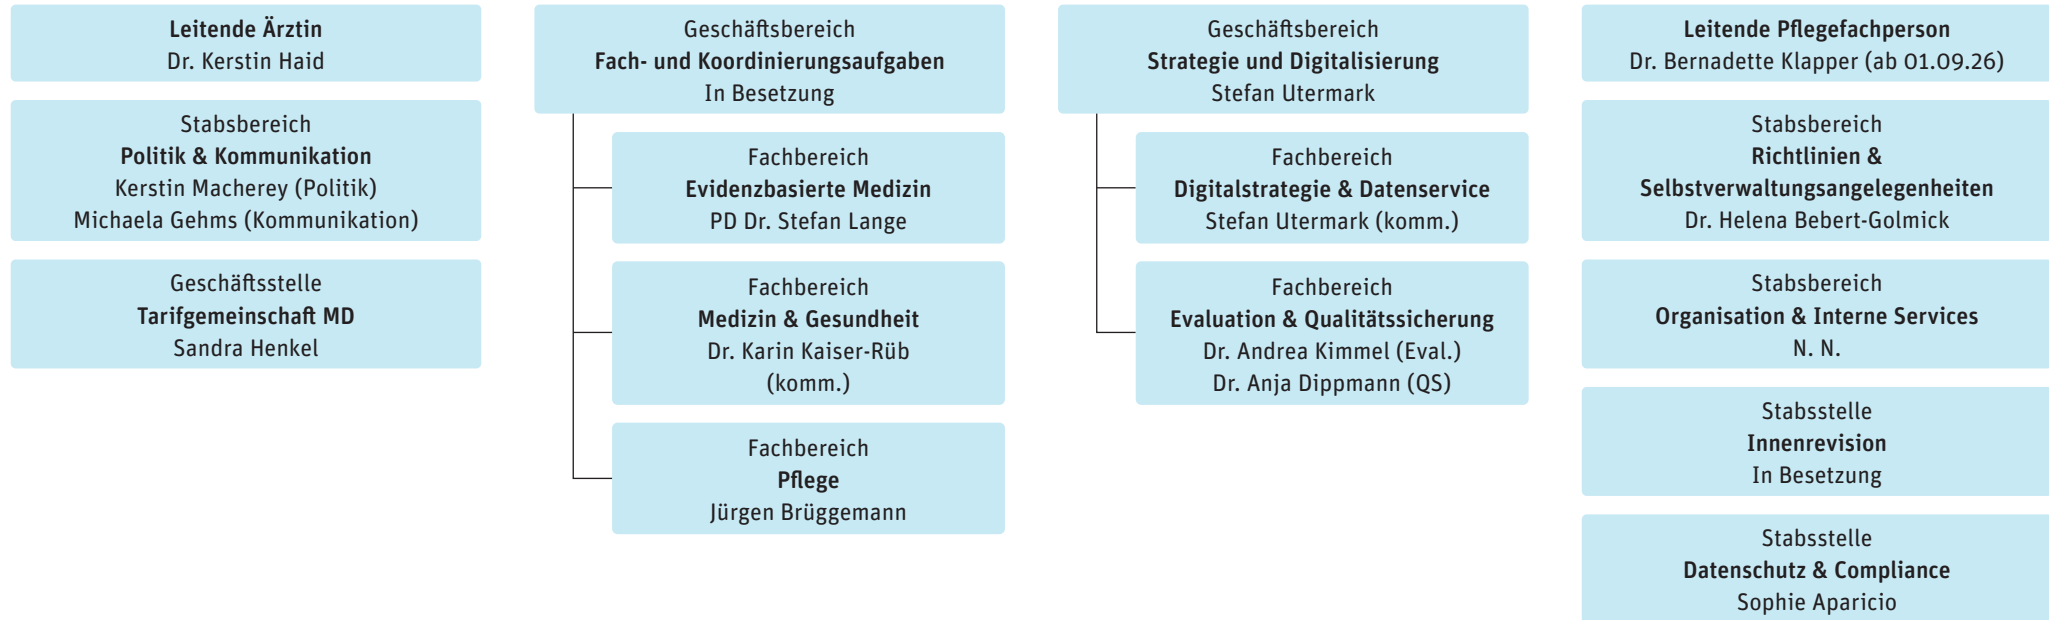 Leitende Ärztin
Dr. Kerstin Haid
Stabsbereich
Politik & Kommunikation
Kerstin Macherey (Politik)
Michaela Gehms (Kommunikation)
Geschäftsstelle
Tarifgemeinschaft MD
Sandra Henkel
Geschäftsbereich
Fach- und Koordinierungsaufgaben
In Besetzung
Fachbereich
Evidenzbasierte Medizin
PD Dr. Stefan Lange
Fachbereich
Medizin & Gesundheit
Dr. Karin Kaiser-Rüb
(komm.)
Fachbereich
Pflege
Jürgen Brüggemann
Geschäftsbereich
Strategie und Digitalisierung
Stefan Utermark
Fachbereich
Digitalstrategie & Datenservice
Stefan Utermark (komm.)
Fachbereich
Evaluation & Qualitätssicherung
Dr. Andrea Kimmel (Eval.)
Dr. Anja Dippmann (QS)
Leitende Pflegefachperson
Dr. Bernadette Klapper (ab 01.09.26)
Stabsbereich
Richtlinien &
Selbstverwaltungsangelegenheiten
Dr. Helena Bebert-Golmick
Stabsbereich
Organisation & Interne Services
N. N.
Stabsstelle
Innenrevision
In Besetzung
Stabsstelle
Datenschutz & Compliance
Sophie Aparicio